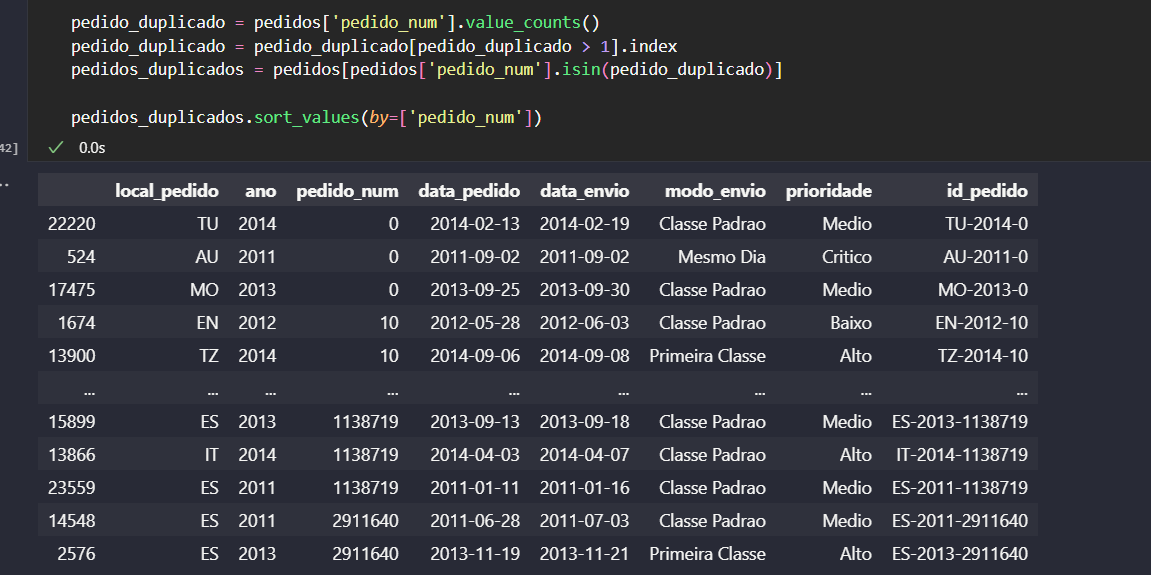 pedido_duplicado = pedidos['pedido_num'].value_counts()
pedido_duplicado = pedido_duplicado[pedido_duplicado > 1].index
pedidos_duplicados = pedidos[pedidos['pedido_num'].isin(pedido_duplicado)]
pedidos_duplicados.sort_values(by=['pedido_num'])
42] ✓ 0.0s
..
local_pedido ano pedido_num data_pedido data_envio modo_envio prioridade id_pedido
22220 TU 2014 0 2014-02-13 2014-02-19 Classe Padrao Medio TU-2014-0
524 AU 2011 0 2011-09-02 2011-09-02 Mesmo Dia Critico AU-2011-0
17475 MO 2013 0 2013-09-25 2013-09-30 Classe Padrao Medio MO-2013-0
1674 EN 2012 10 2012-05-28 2012-06-03 Classe Padrao Baixo EN-2012-10
13900 TZ 2014 10 2014-09-06 2014-09-08 Primeira Classe Alto TZ-2014-10
... ... ... ... ... ... ... ... ...
15899 ES 2013 1138719 2013-09-13 2013-09-18 Classe Padrao Medio ES-2013-1138719
13866 IT 2014 1138719 2014-04-03 2014-04-07 Classe Padrao Alto IT-2014-1138719
23559 ES 2011 1138719 2011-01-11 2011-01-16 Classe Padrao Medio ES-2011-1138719
14548 ES 2011 2911640 2011-06-28 2011-07-03 Classe Padrao Medio ES-2011-2911640
2576 ES 2013 2911640 2013-11-19 2013-11-21 Primeira Classe Alto ES-2013-2911640